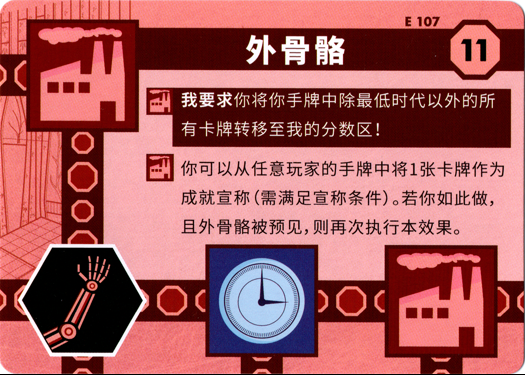 E 107
外骨骼
11
我要求你将你手牌中除最低时代以外的所
有卡牌转移至我的分数区！
你可以从任意玩家的手牌中将1张卡牌作为
成就宣称（需满足宣称条件）。若你如此做，
且外骨骼被预见，则再次执行本效果。